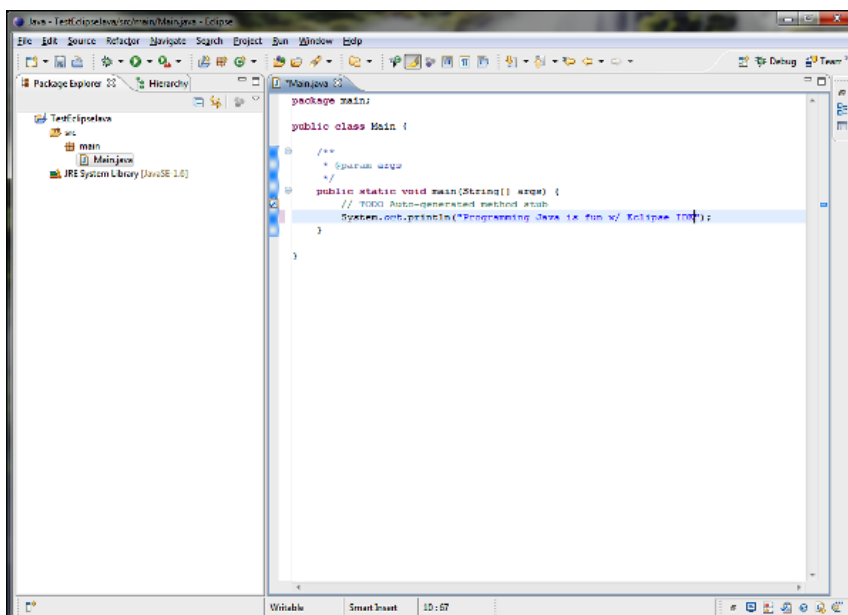 Java - TestEclipseJava/src/main/Main.java - Eclipse
File Edit Source Refactor Navigate Search Project Run Window Help
Debug Team
Package Explorer Hierarchy
*Main.java
TestEclipseJava
src
main
Main.java
JRE System Library [JavaSE-1.6]
package main;
public class Main {
/**
* @param args
*/
public static void main(String[] args) {
// TODO Auto-generated method stub
System.out.println("Programming Java is fun w/ Eclipse IDE");
}
}
Writable Smart Insert 10 : 67